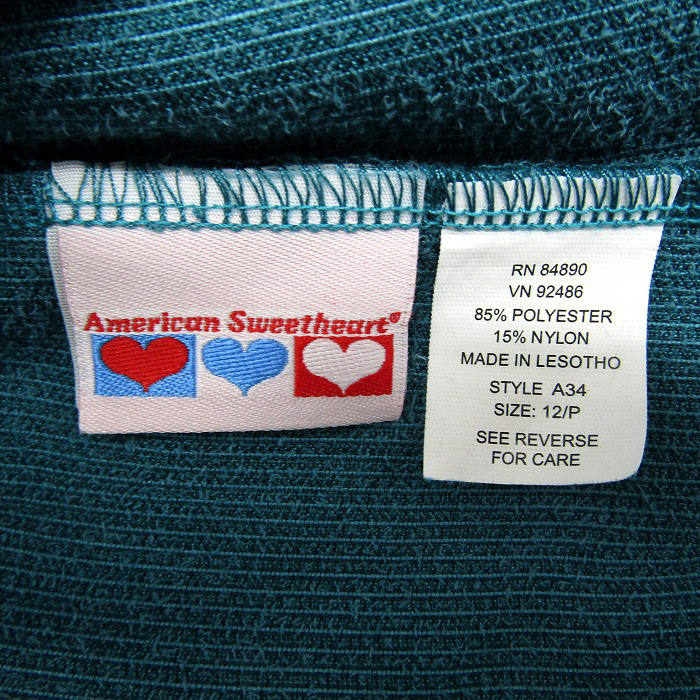 American Sweetheart®
RN 84890
VN 92486
85% POLYESTER
15% NYLON
MADE IN LESOTHO
STYLE A34
SIZE: 12/P
SEE REVERSE
FOR CARE